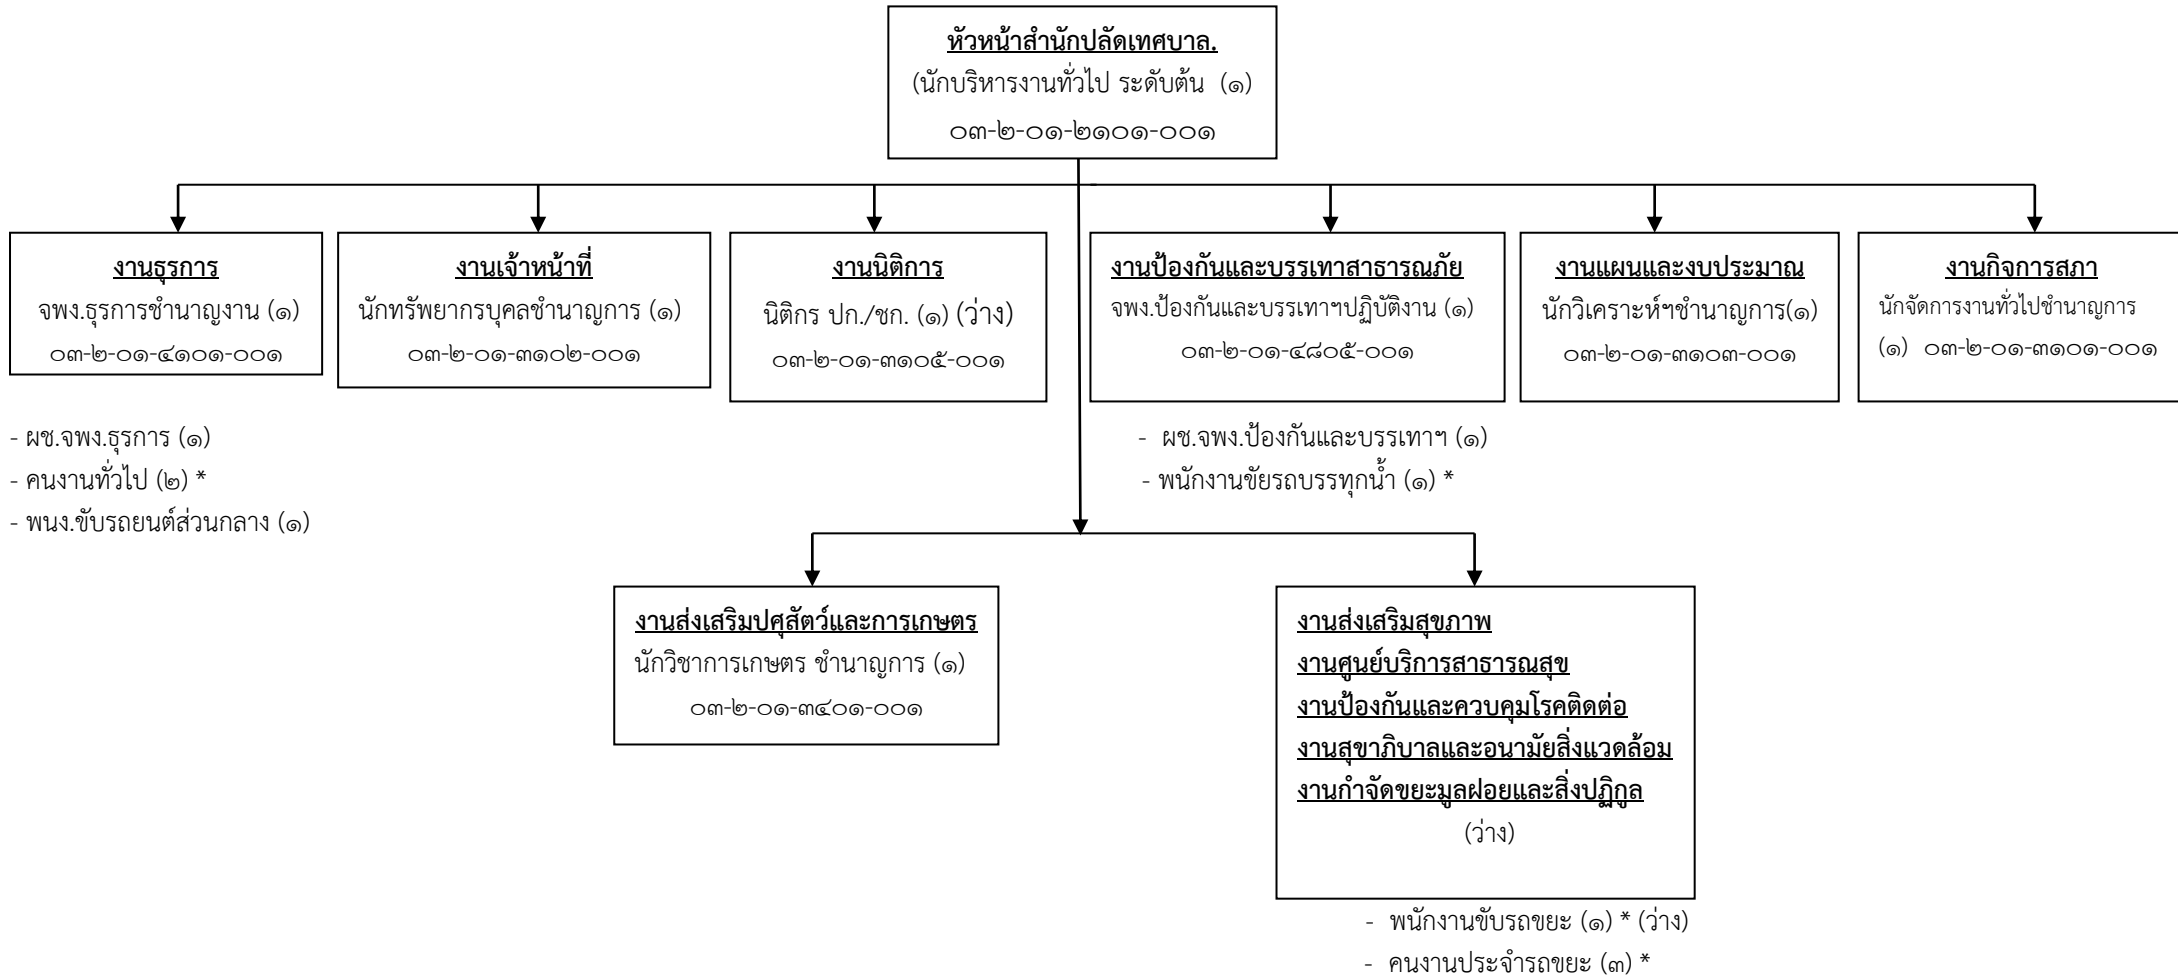 หัวหน้าสำนักปลัดเทศบาล.
(นักบริหารงานทั่วไป ระดับต้น (๑)
๐๓-๒-๐๑-๒๑๐๑-๐๐๑
งานธุรการ
จพง.ธุรการชำนาญงาน (๑)
๐๓-๒-๐๑-๔๑๐๑-๐๐๑
งานเจ้าหน้าที่
นักทรัพยากรบุคลชำนาญการ (๑)
๐๓-๒-๐๑-๓๑๐๒-๐๐๑
งานนิติการ
นิติกร ปก./ชก. (๑) (ว่าง)
๐๓-๒-๐๑-๓๑๐๕-๐๐๑
งานป้องกันและบรรเทาสาธารณภัย
จพง.ป้องกันและบรรเทาฯปฏิบัติงาน (๑)
๐๓-๒-๐๑-๔๘๐๕-๐๐๑
งานแผนและงบประมาณ
นักวิเคราะห์ฯชำนาญการ(๑)
๐๓-๒-๐๑-๓๑๐๓-๐๐๑
งานกิจการสภา
นักจัดการงานทั่วไปชำนาญการ
(๑) ๐๓-๒-๐๑-๓๑๐๑-๐๐๑
- ผช.จพง.ธุรการ (๑)
- คนงานทั่วไป (๒) *
- พนง.ขับรถยนต์ส่วนกลาง (๑)
- ผช.จพง.ป้องกันและบรรเทาฯ (๑)
- พนักงานขัยรถบรรทุกน้ำ (๑) *
งานส่งเสริมปศุสัตว์และการเกษตร
นักวิชาการเกษตร ชำนาญการ (๑)
๐๓-๒-๐๑-๓๔๐๑-๐๐๑
งานส่งเสริมสุขภาพ
งานศูนย์บริการสาธารณสุข
งานป้องกันและควบคุมโรคติดต่อ
งานสุขาภิบาลและอนามัยสิ่งแวดล้อม
งานกำจัดขยะมูลฝอยและสิ่งปฏิกูล
(ว่าง)
- พนักงานขับรถขยะ (๑) * (ว่าง)
- คนงานประจำรถขยะ (๓) *